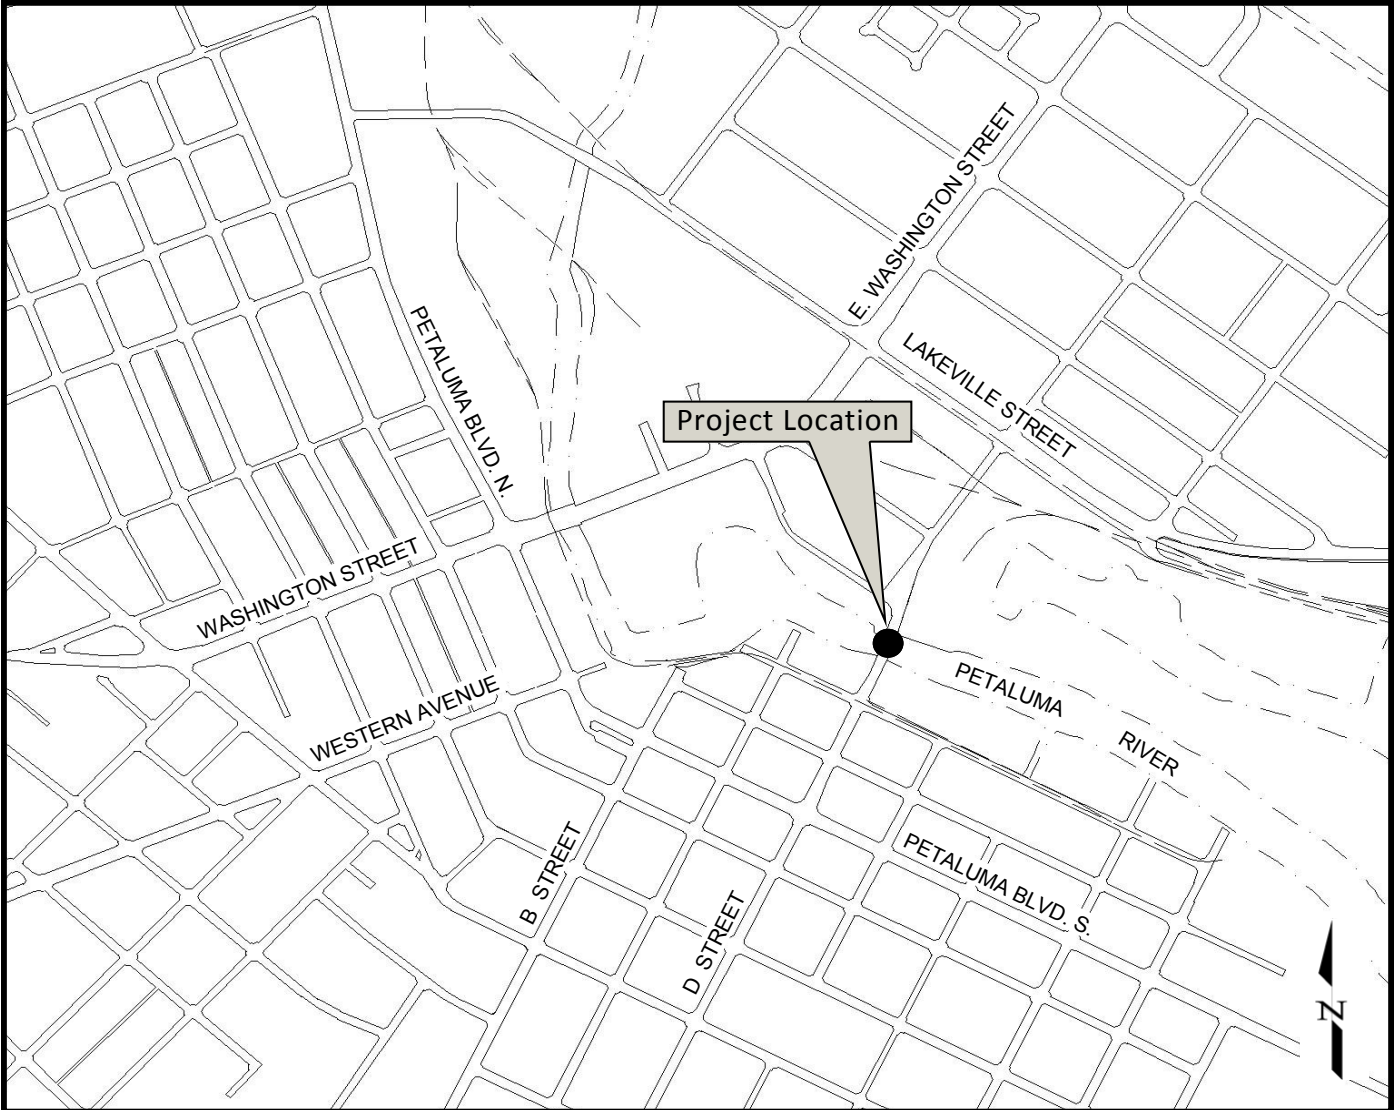 E. WASHINGTON STREET
PETALUMA BLVD. N.
LAKEVILLE STREET
Project Location
WASHINGTON STREET
WESTERN AVENUE
PETALUMA
RIVER
B STREET
PETALUMA BLVD. S.
D STREET
N